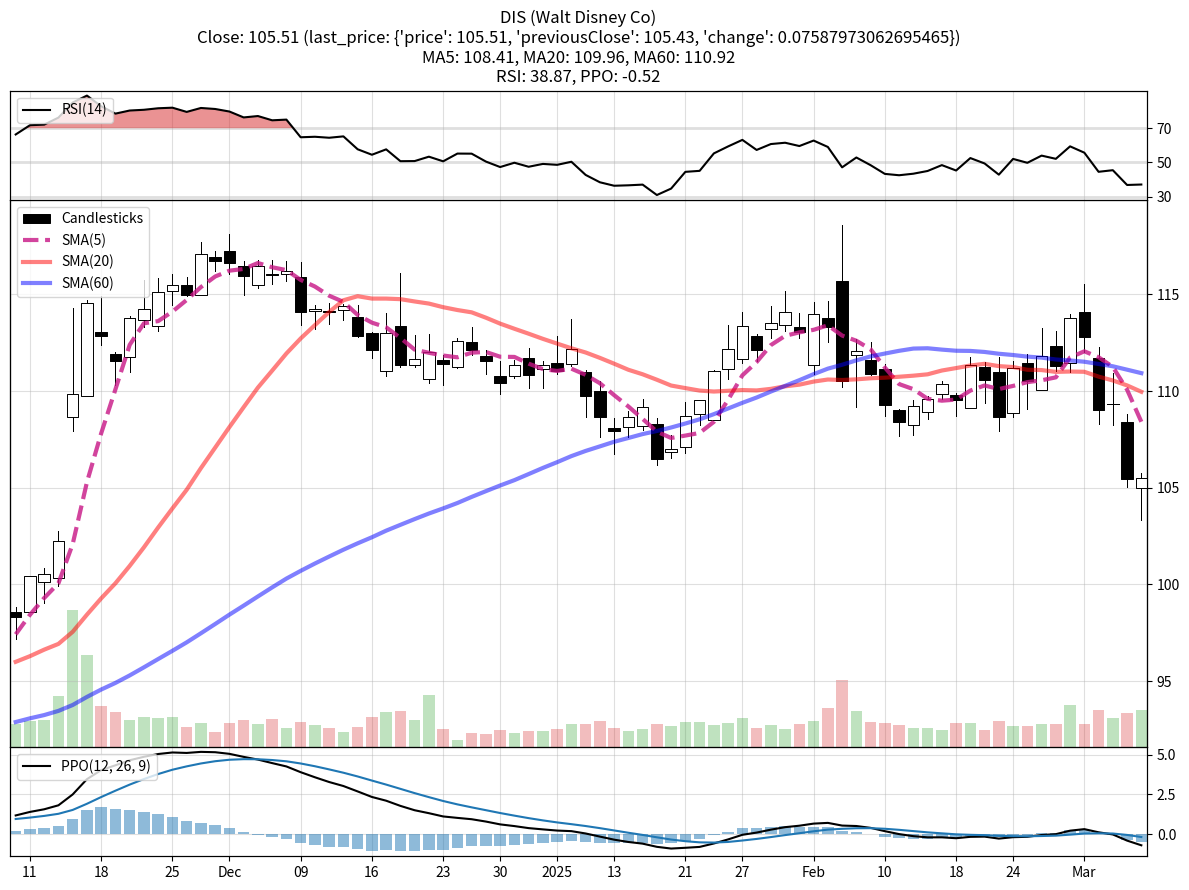 DIS (Walt Disney Co)
Close: 105.51 (last_price: {'price': 105.51, 'previousClose': 105.43, 'change': 0.07587973062695465})
MA5: 108.41, MA20: 109.96, MA60: 110.92
RSI: 38.87, PPO: -0.52
RSI(14)
70
50
30
Candlesticks
SMA(5)
SMA(20)
SMA(60)
115
110
105
100
95
PPO(12, 26, 9)
5.0
2.5
0.0
11 18 25 Dec 09 16 23 30 2025 13 21 27 Feb 10 18 24 Mar